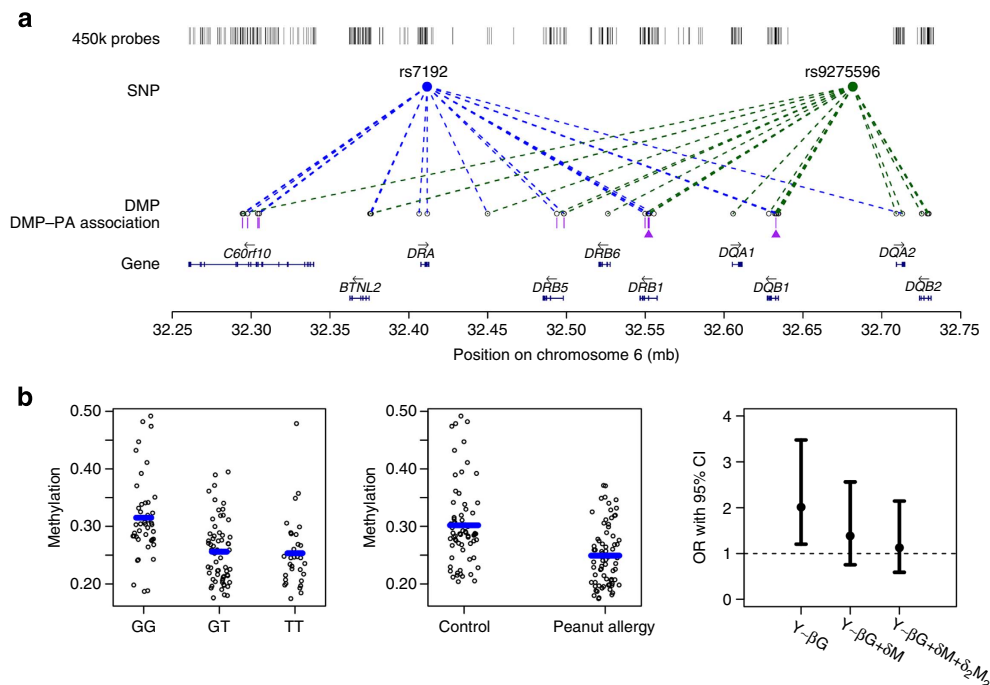 a
450k probes
rs7192
rs9275596
SNP
DMP
DMP–PA association
Gene
C60rf10
DRA
DRB6
DQA1
DQA2
BTNL2
DRB5
DRB1
DQB1
DQB2
32.25 32.30 32.35 32.40 32.45 32.50 32.55 32.60 32.65 32.70 32.75
Position on chromosome 6 (mb)
b
Methylation
0.50
0.40
0.30
0.20
GG GT TT
Methylation
0.50
0.40
0.30
0.20
Control Peanut allergy
OR with 95% CI
4
3
2
1
0
Y~βG
Y~βG+δM
Y~βG+δM+δ₂M₂